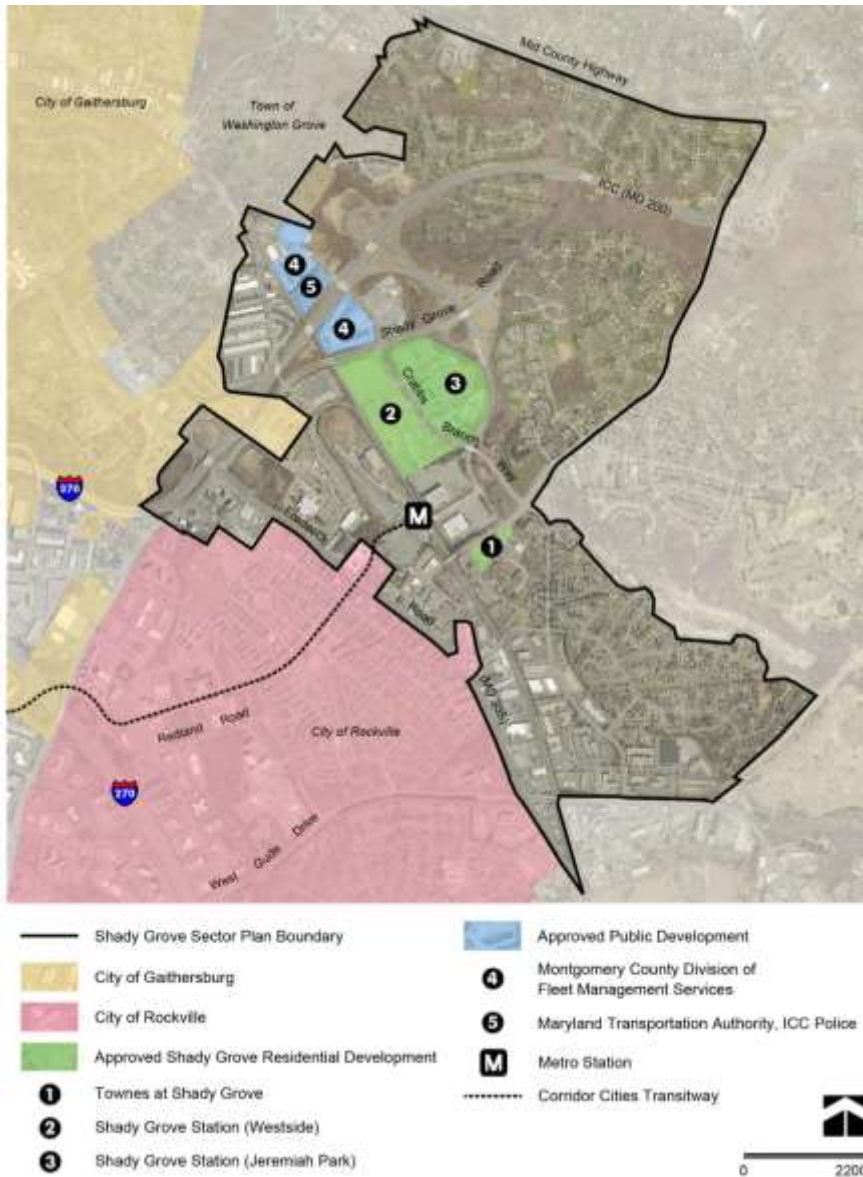 Mid County Highway
City of Gaithersburg
Town of
Washington Grove
ICC (MD 200)
4
5
4
Shady Grove Road
3
Crabbs Branch Way
2
270
M
1
Road
Redland Road
City of Rockville
270
West Gude Drive
Shady Grove Sector Plan Boundary
City of Gaithersburg
City of Rockville
Approved Shady Grove Residential Development
1 Townes at Shady Grove
2 Shady Grove Station (Westside)
3 Shady Grove Station (Jeremiah Park)
Approved Public Development
4 Montgomery County Division of
Fleet Management Services
5 Maryland Transportation Authority, ICC Police
M Metro Station
Corridor Cities Transitway
0 2200